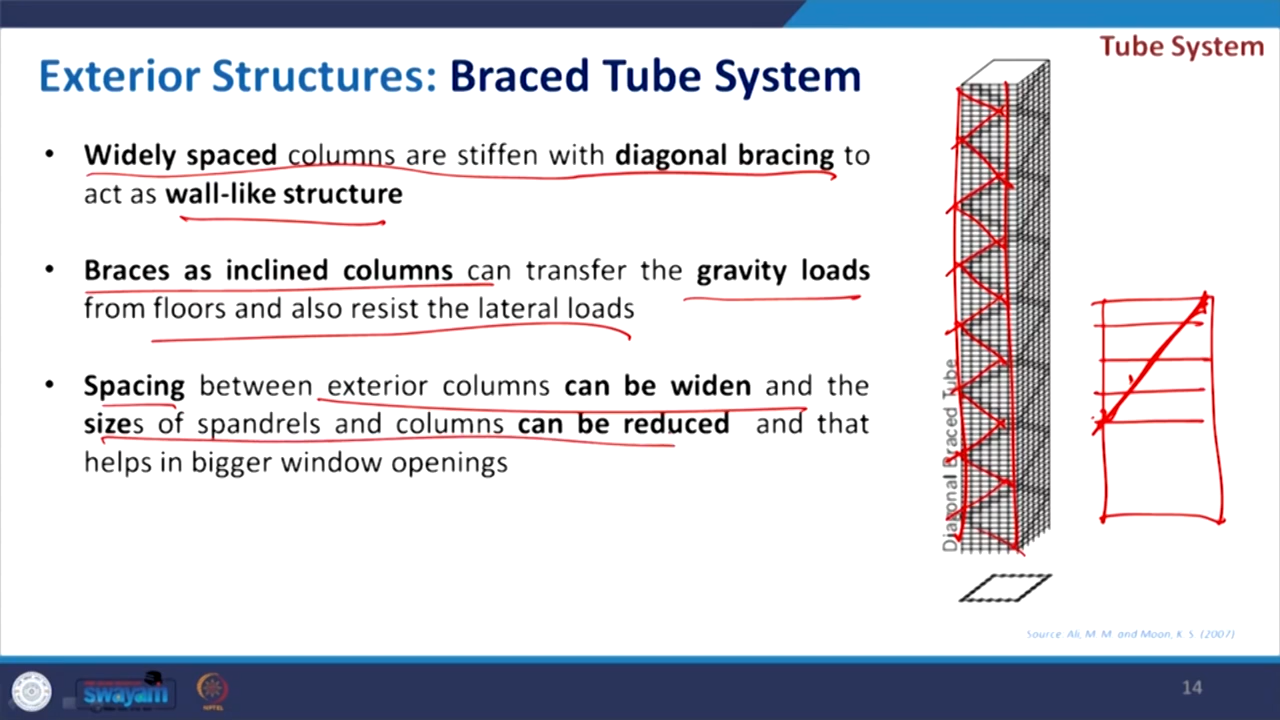 Tube System
Exterior Structures: Braced Tube System
• Widely spaced columns are stiffen with diagonal bracing to
act as wall-like structure
• Braces as inclined columns can transfer the gravity loads
from floors and also resist the lateral loads
• Spacing between exterior columns can be widen and the
sizes of spandrels and columns can be reduced and that
helps in bigger window openings
Diagonal Braced Tube
Source: Ali, M. M. and Moon, K. S. (2007)
swayam
NPTEL
14